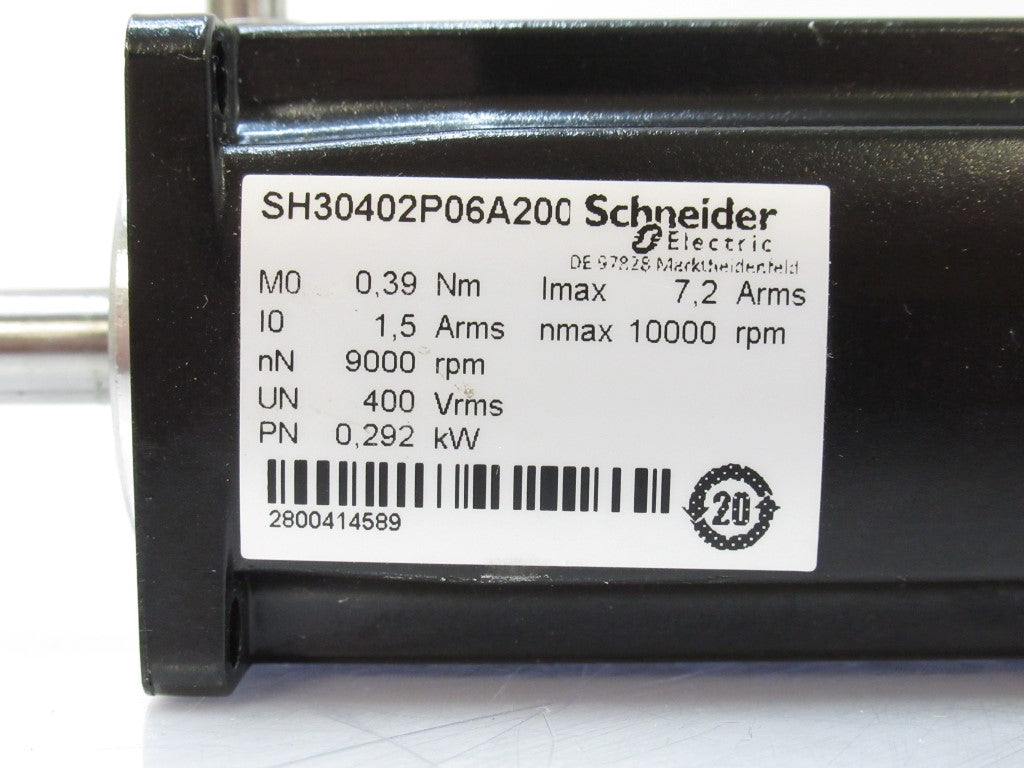 SH30402P06A200 Schneider
Electric
DE 97828 Marktheidenfeld
M0 0,39 Nm Imax 7,2 Arms
I0 1,5 Arms nmax 10000 rpm
nN 9000 rpm
UN 400 Vrms
PN 0,292 kW
2800414589
20